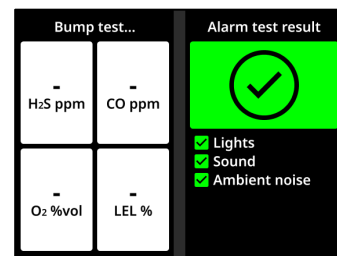 Bump test...
-
H2S ppm
-
CO ppm
-
O2 %vol
-
LEL %
Alarm test result
Lights
Sound
Ambient noise